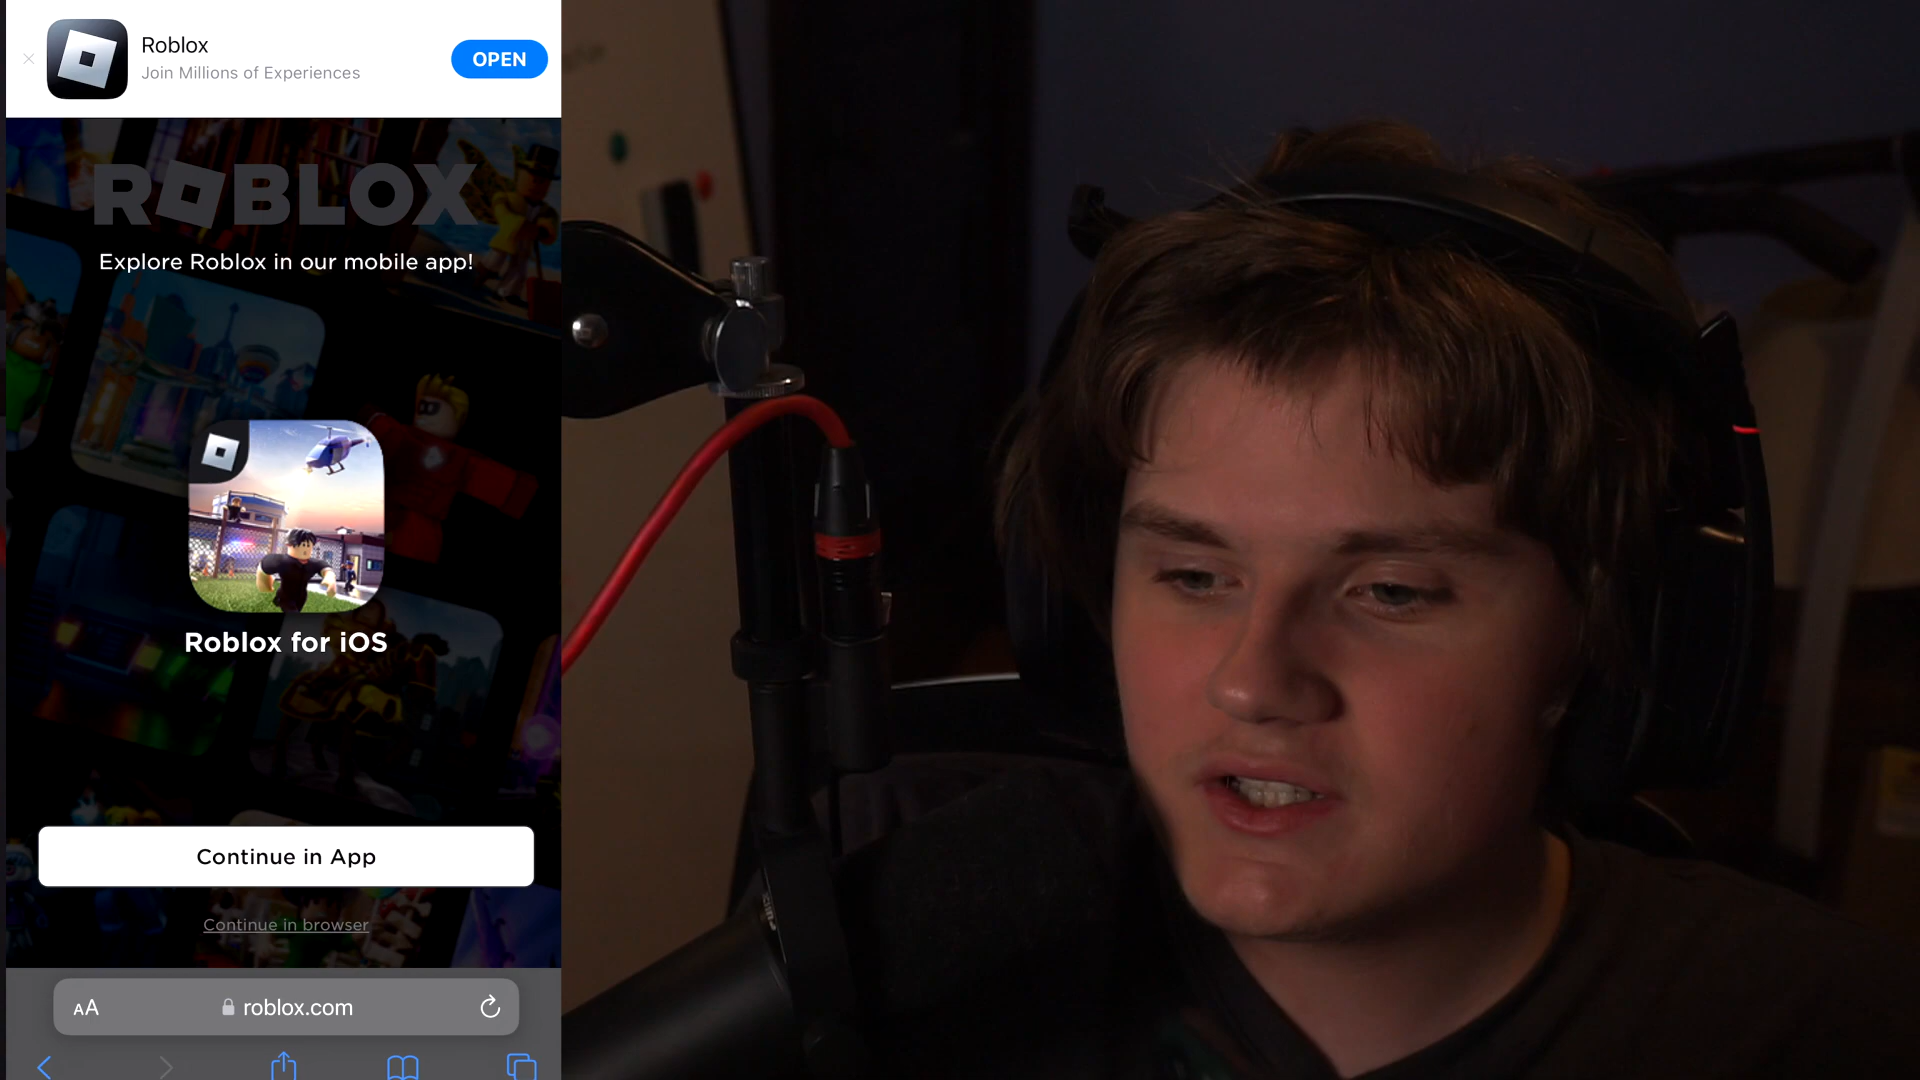 Roblox
Join Millions of Experiences
OPEN
ROBLOX
Explore Roblox in our mobile app!
Roblox for iOS
Continue in App
Continue in browser
AA
roblox.com